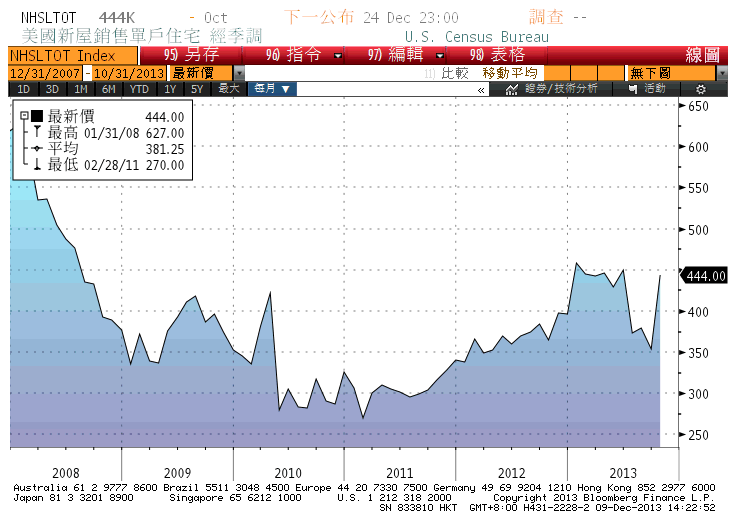 NHSLTOT 444K - Oct 下一公布 24 Dec 23:00 調查 --
美國新屋銷售單戶住宅 經季調 U.S. Census Bureau
NHSLTOT Index 95) 另存 96) 指令 97) 編輯 98) 表格 線圖
12/31/2007 - 10/31/2013 最新價 11) 比較 移動平均 無下圖
1D 3D 1M 6M YTD 1Y 5Y 最大 每月 ▼ « 證券/技術分析 活動
最新價 444.00
最高 01/31/08 627.00
平均 381.25
最低 02/28/11 270.00
650
600
550
500
444.00
400
350
300
250
2008 2009 2010 2011 2012 2013
Australia 61 2 9777 8600 Brazil 5511 3048 4500 Europe 44 20 7330 7500 Germany 49 69 9204 1210 Hong Kong 852 2977 6000
Japan 81 3 3201 8900 Singapore 65 6212 1000 U.S. 1 212 318 2000 Copyright 2013 Bloomberg Finance L.P.
SN 833810 HKT GMT+8:00 H431-2228-2 09-Dec-2013 14:22:52